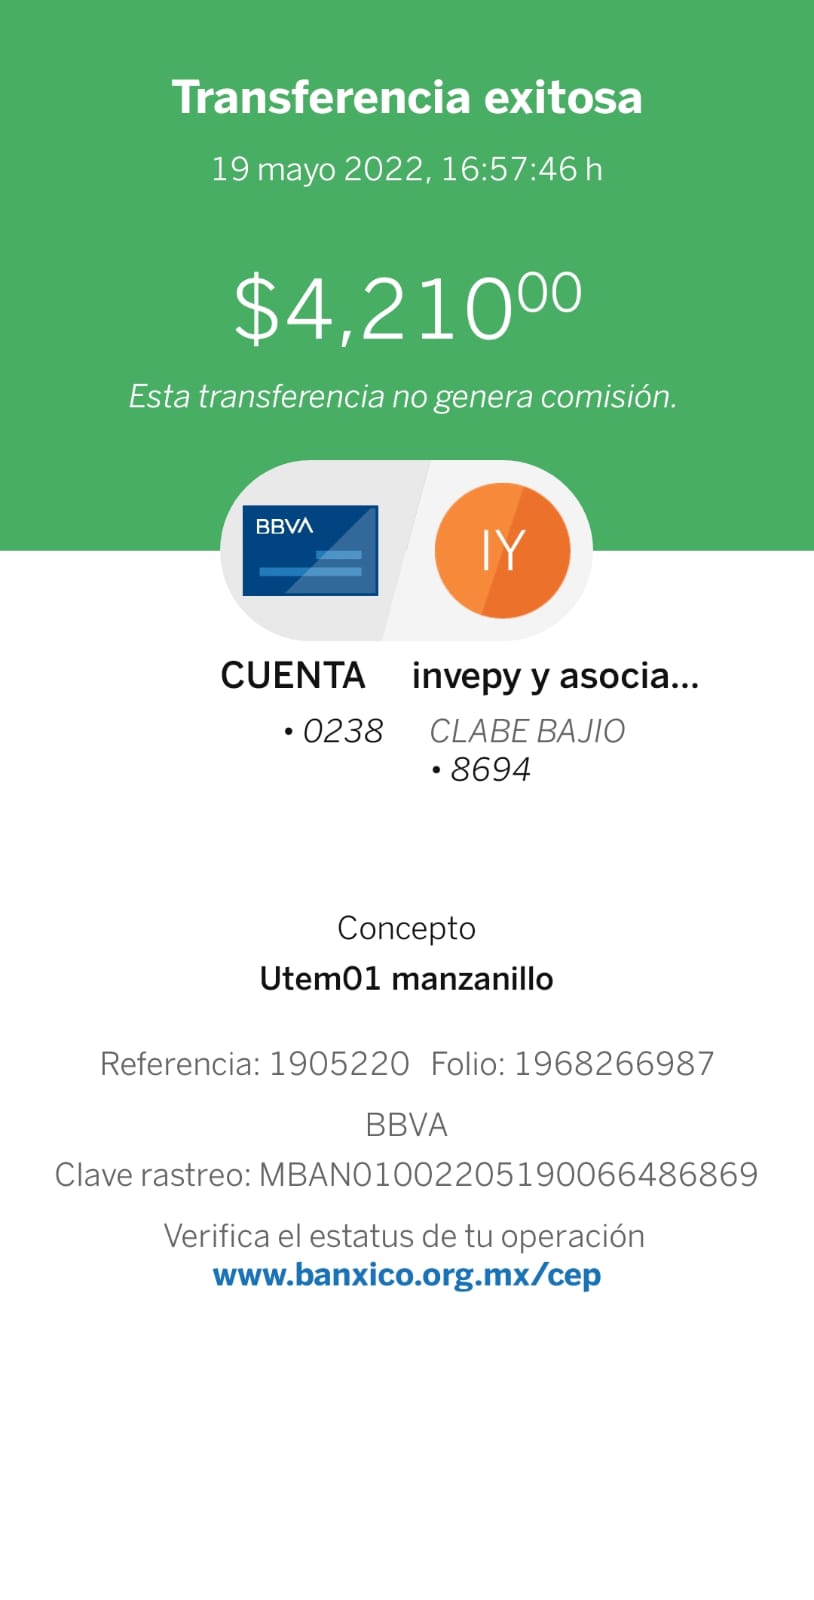 Transferencia exitosa
19 mayo 2022, 16:57:46 h
$4,21000
Esta transferencia no genera comisión.
BBVA
IY
CUENTA
• 0238
invepy y asocia...
CLABE BAJIO
• 8694
Concepto
Utem01 manzanillo
Referencia: 1905220 Folio: 1968266987
BBVA
Clave rastreo: MBAN01002205190066486869
Verifica el estatus de tu operación
www.banxico.org.mx/cep